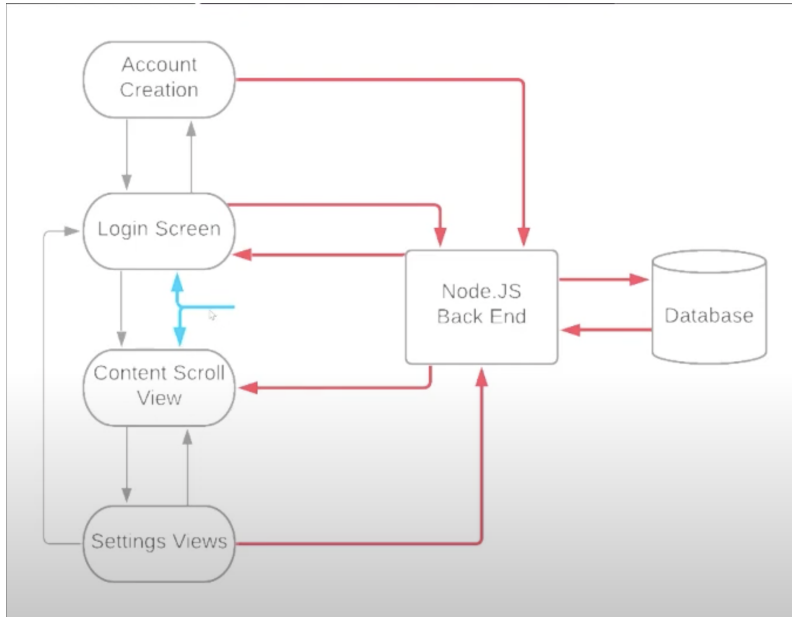 Account
Creation
Login Screen
Node.JS
Back End
Database
Content Scroll
View
Settings Views